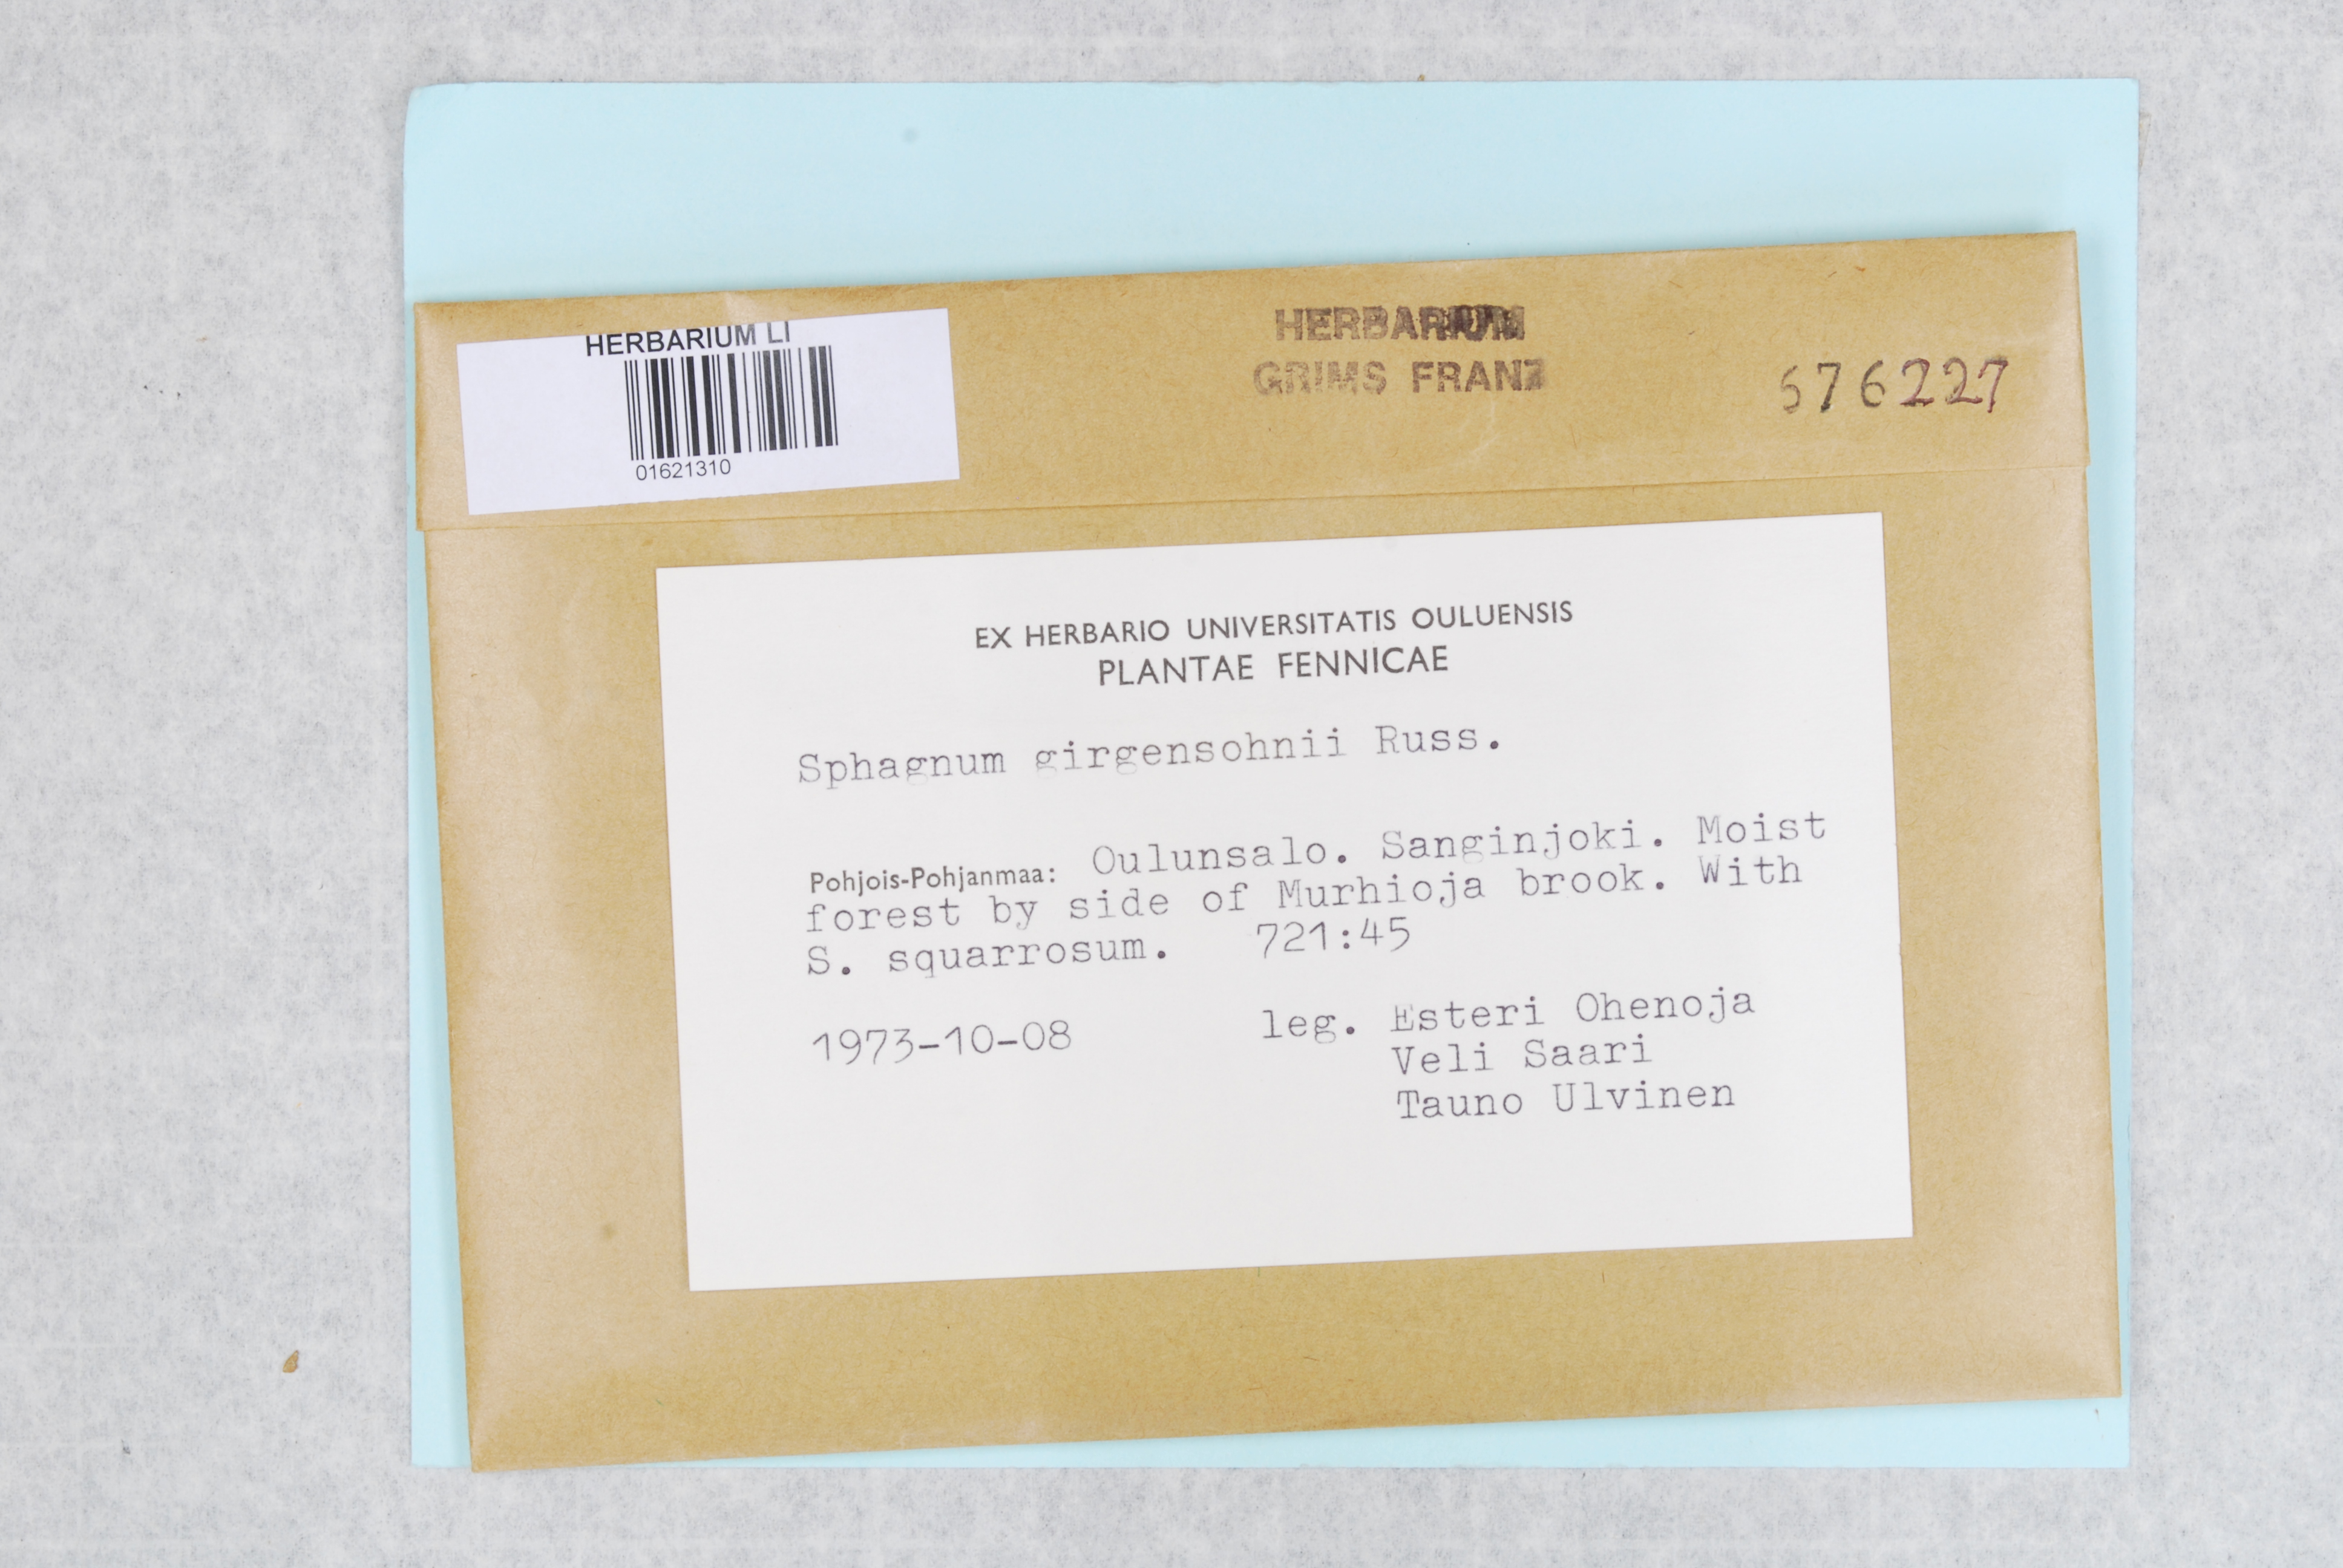 HERBARIUM LI
01621310
HERBARIUM
GRIMS FRANZ
676227
EX HERBARIO UNIVERSITATIS OULUENSIS
PLANTAE FENNICAE
Sphagnum girgensohnii Russ.
Pohjois-Pohjanmaa: Oulunsalo. Sanginjoki. Moist
forest by side of Murhioja brook. With
S. squarrosum. 721:45
1973-10-08 leg. Esteri Ohenoja
Veli Saari
Tauno Ulvinen